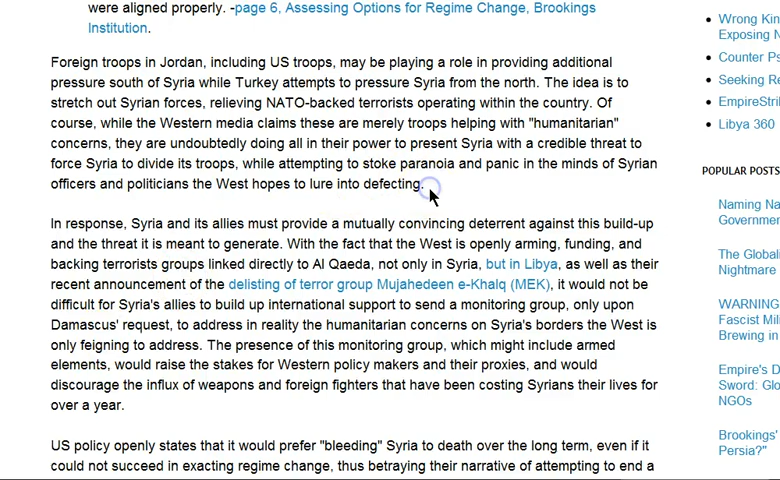 were aligned properly. -page 6, Assessing Options for Regime Change, Brookings
Institution.
Foreign troops in Jordan, including US troops, may be playing a role in providing additional
pressure south of Syria while Turkey attempts to pressure Syria from the north. The idea is to
stretch out Syrian forces, relieving NATO-backed terrorists operating within the country. Of
course, while the Western media claims these are merely troops helping with "humanitarian"
concerns, they are undoubtedly doing all in their power to present Syria with a credible threat to
force Syria to divide its troops, while attempting to stoke paranoia and panic in the minds of Syrian
officers and politicians the West hopes to lure into defecting.
In response, Syria and its allies must provide a mutually convincing deterrent against this build-up
and the threat it is meant to generate. With the fact that the West is openly arming, funding, and
backing terrorists groups linked directly to Al Qaeda, not only in Syria, but in Libya, as well as their
recent announcement of the delisting of terror group Mujahedeen e-Khalq (MEK), it would not be
difficult for Syria's allies to build up international support to send a monitoring group, only upon
Damascus' request, to address in reality the humanitarian concerns on Syria's borders the West is
only feigning to address. The presence of this monitoring group, which might include armed
elements, would raise the stakes for Western policy makers and their proxies, and would
discourage the influx of weapons and foreign fighters that have been costing Syrians their lives for
over a year.
US policy openly states that it would prefer "bleeding" Syria to death over the long term, even if it
could not succeed in exacting regime change, thus betraying their narrative of attempting to end a
Wrong Kin
Exposing N
Counter Ps
Seeking Re
EmpireStri
Libya 360
POPULAR POSTS
Naming Na
Governmer
The Global
Nightmare
WARNING
Fascist Mil
Brewing in
Empire's D
Sword: Glo
NGOs
Brookings'
Persia?"